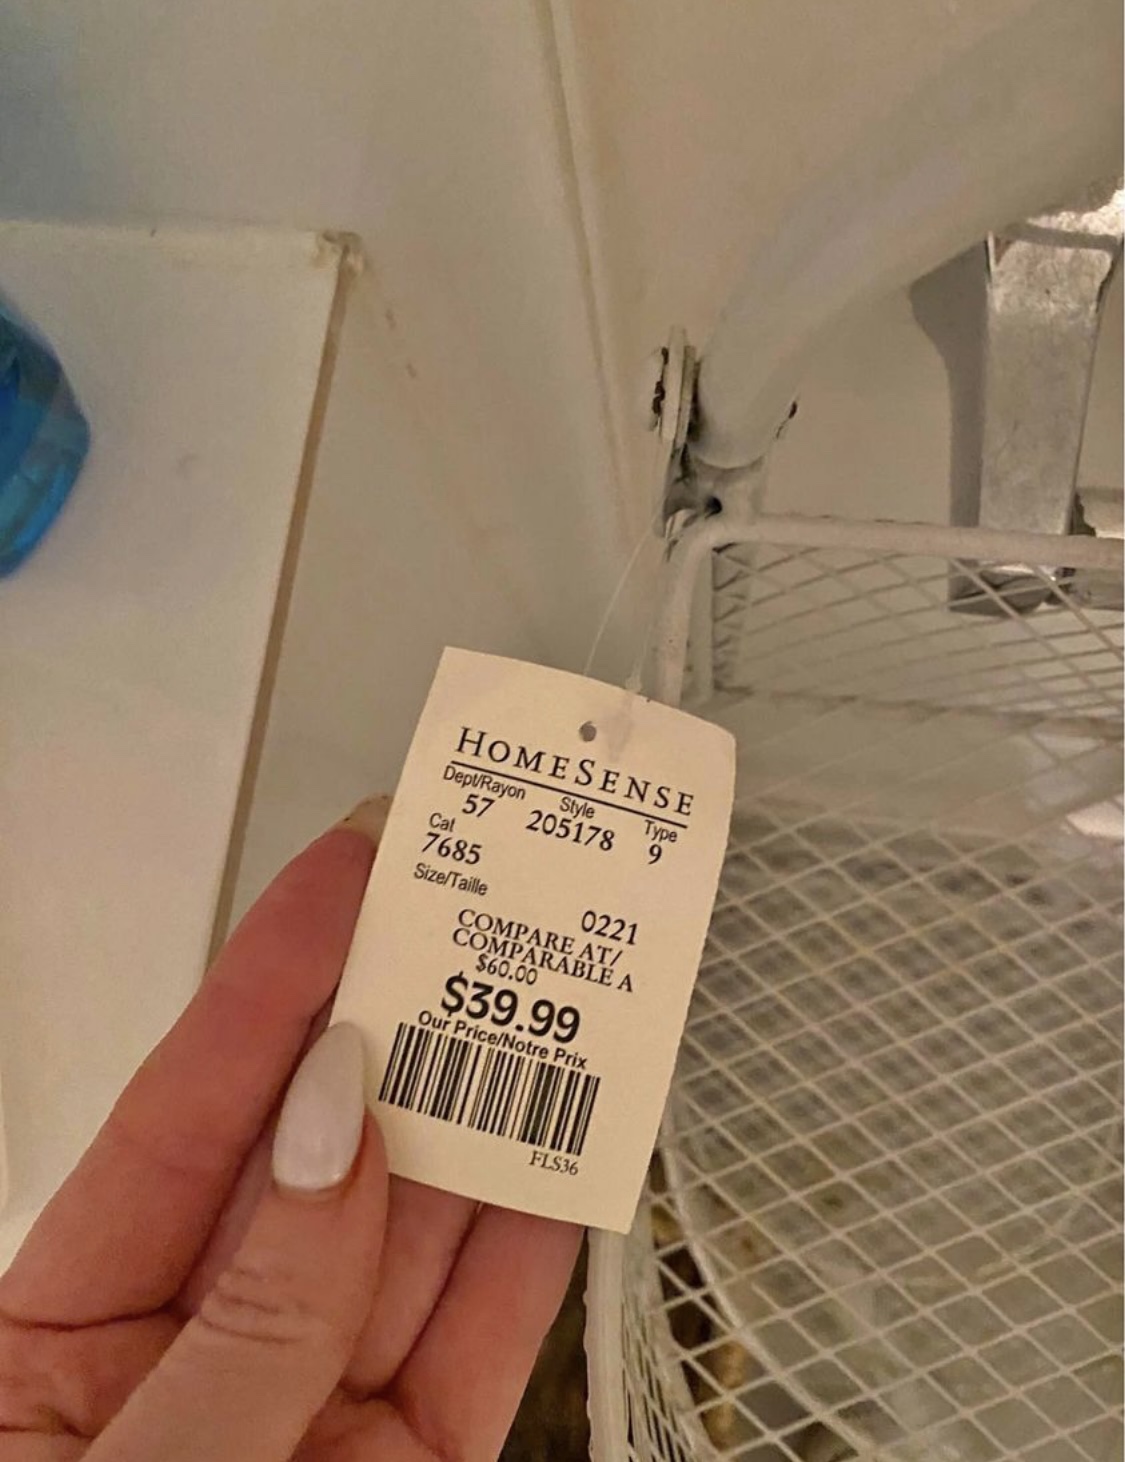 HOMESENSE
Dept/Rayon Style Type
57 205178 9
Cat
7685
Size/Taille
0221
COMPARE AT/
COMPARABLE A
$60.00
$39.99
Our Price/Notre Prix
FLS36